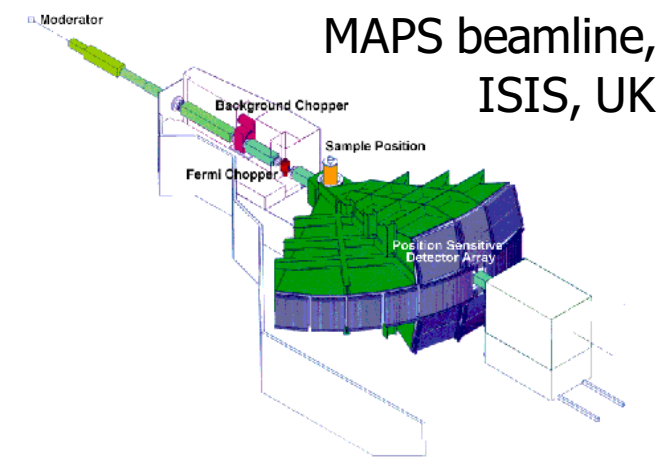 Moderator
MAPS beamline,
ISIS, UK
Background Chopper
Sample Position
Fermi Chopper
Position Sensitive
Detector Array